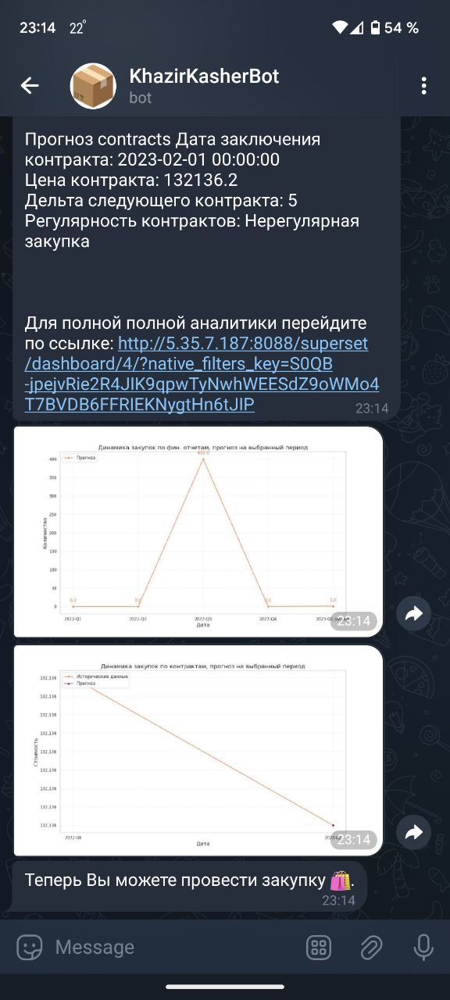 23:14 22° 54 %
KhazirKasherBot
bot
Прогноз contracts Дата заключения
контракта: 2023-02-01 00:00:00
Цена контракта: 132136.2
Дельта следующего контракта: 5
Регулярность контрактов: Нерегулярная
закупка
Для полной полной аналитики перейдите
по ссылке: http://5.35.7.187:8088/superset
/dashboard/4/?native_filters_key=S0QB
-jpejvRie2R4JIK9qpwTyNwhWEESdZ9oWMo4
T7BVDB6FFRIEKNygtHn6tJIP
23:14
Динамика закупок по фин. отчетам, прогноз на выбранный период
Прогноз
400
350
300
250
200
150
100
50
0
Количество
0.0
0.0
400.0
0.0
1.0
2022-Q1
2022-Q2
2022-Q3
2022-Q4
Дата
23:14
Динамика закупок по контрактам, прогноз на выбранный период
Исторические данные
Прогноз
132,136
132,136
132,136
132,136
132,136
132,136
132,136
132,136
132,136
Стоимость
2022-08
Дата
23:14
Теперь Вы можете провести закупку 🛍️.
23:14
Message